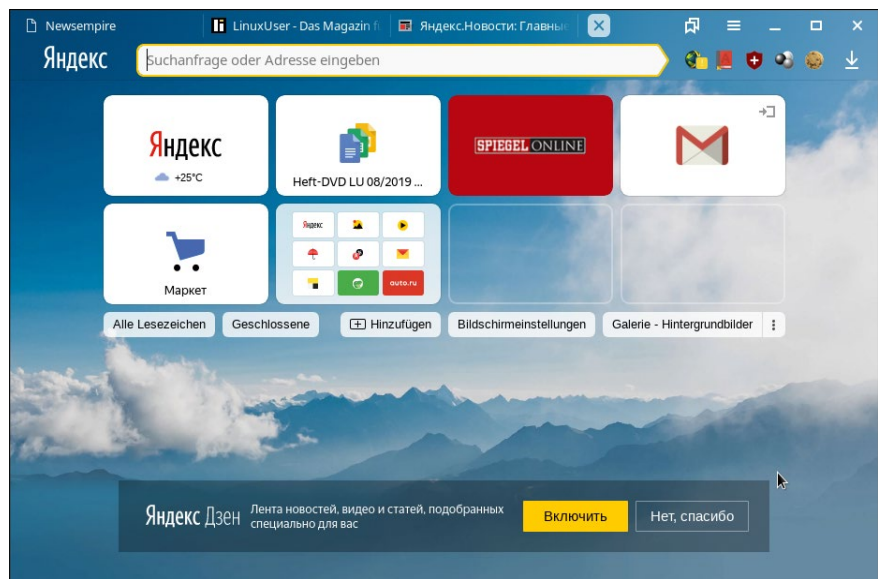 Newsempire
LinuxUser - Das Magazin f
Яндекс.Новости: Главны
Яндекс
Suchanfrage oder Adresse eingeben
Яндекс
+25°C
Heft-DVD LU 08/2019 ...
SPIEGEL ONLINE
Маркет
Яндекс
auto.ru
Alle Lesezeichen
Geschlossene
Hinzufügen
Bildschirmeinstellungen
Galerie - Hintergrundbilder
Яндекс Дзен
Лента новостей, видео и статей, подобранных
специально для вас
Включить
Нет, спасибо